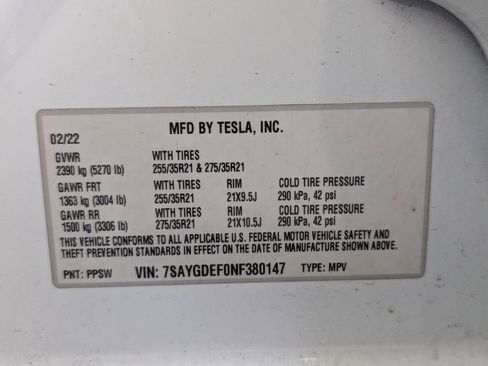 MFD BY TESLA, INC.
02/22
GVWR WITH TIRES
2390 kg (5270 lb) 255/35R21 & 275/35R21
GAWR FRT WITH TIRES RIM COLD TIRE PRESSURE
1363 kg (3004 lb) 255/35R21 21X9.5J 290 kPa, 42 psi
GAWR RR WITH TIRES RIM COLD TIRE PRESSURE
1500 kg (3306 lb) 275/35R21 21X10.5J 290 kPa, 42 psi
THIS VEHICLE CONFORMS TO ALL APPLICABLE U.S. FEDERAL MOTOR VEHICLE SAFETY AND
THEFT PREVENTION STANDARDS IN EFFECT ON THE DATE OF MANUFACTURE SHOWN ABOVE.
PNT: PPSW VIN: 7SAYGDEF0NF380147 TYPE: MPV